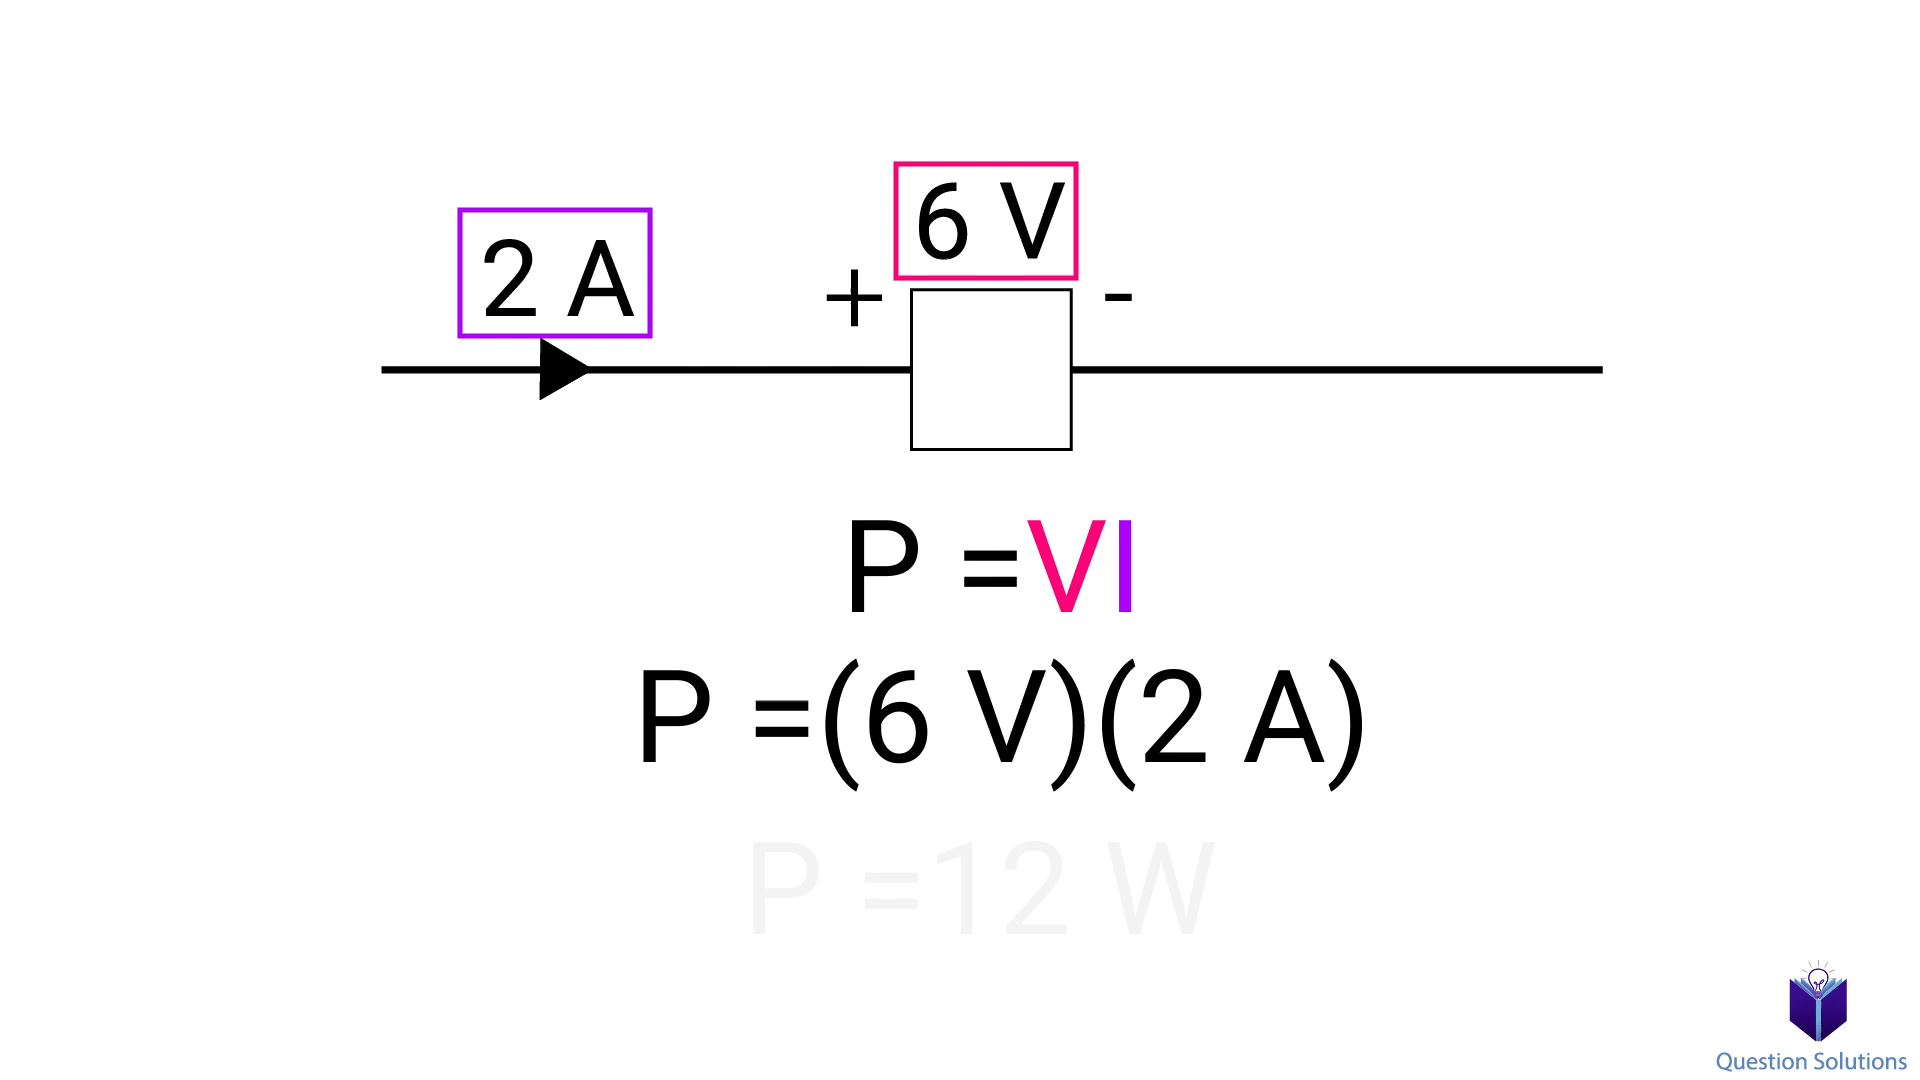 6 V
2 A
+ -
P =VI
P =(6 V)(2 A)
P =12 W
Question Solutions